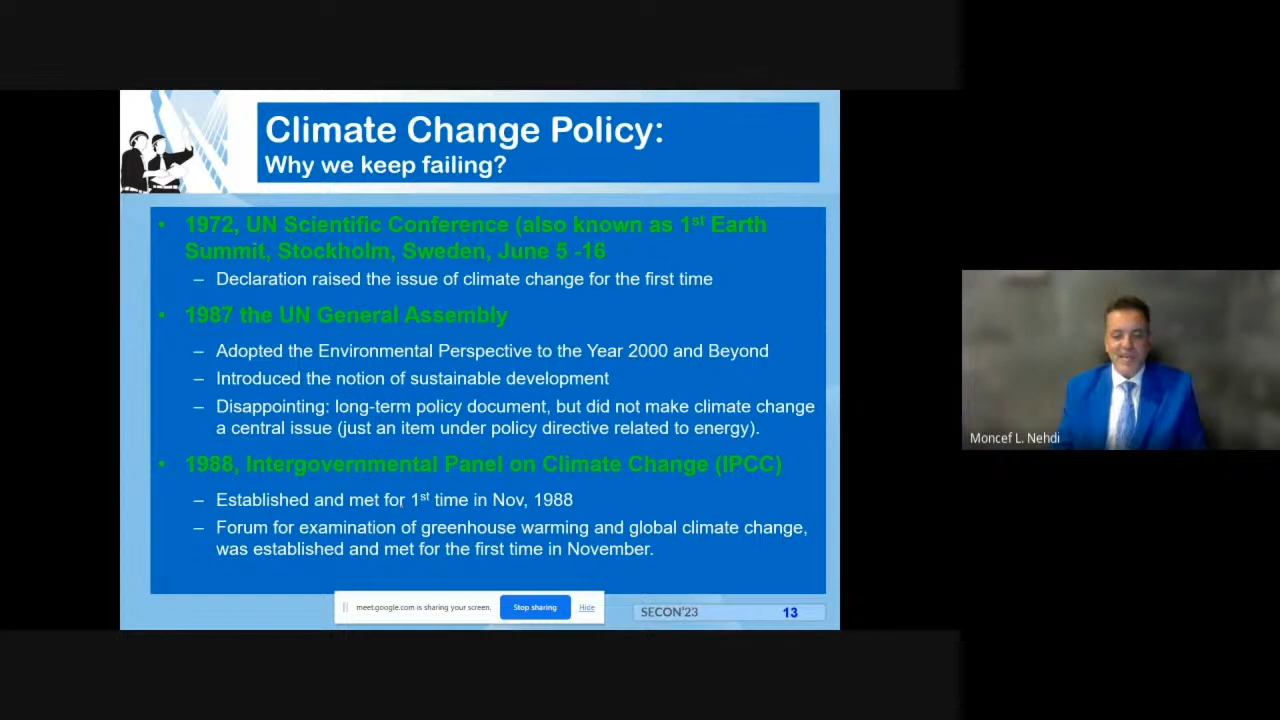 Climate Change Policy:
Why we keep failing?
• 1972, UN Scientific Conference (also known as 1st Earth
Summit, Stockholm, Sweden, June 5 -16
– Declaration raised the issue of climate change for the first time
• 1987 the UN General Assembly
– Adopted the Environmental Perspective to the Year 2000 and Beyond
– Introduced the notion of sustainable development
– Disappointing: long-term policy document, but did not make climate change
a central issue (just an item under policy directive related to energy).
• 1988, Intergovernmental Panel on Climate Change (IPCC)
– Established and met for 1st time in Nov, 1988
– Forum for examination of greenhouse warming and global climate change,
was established and met for the first time in November.
meet.google.com is sharing your screen. Stop sharing Hide
SECON'23 13
Moncef L. Nehdi